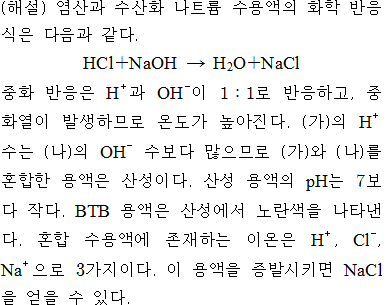 (해설) 염산과 수산화 나트륨 수용액의 화학 반응
식은 다음과 같다.
HCl+NaOH → H₂O+NaCl
중화 반응은 H⁺과 OH⁻이 1：1로 반응하고, 중
화열이 발생하므로 온도가 높아진다. (가)의 H⁺
수는 (나)의 OH⁻ 수보다 많으므로 (가)와 (나)를
혼합한 용액은 산성이다. 산성 용액의 pH는 7보
다 작다. BTB 용액은 산성에서 노란색을 나타낸
다. 혼합 수용액에 존재하는 이온은 H⁺, Cl⁻,
Na⁺으로 3가지이다. 이 용액을 증발시키면 NaCl
을 얻을 수 있다.